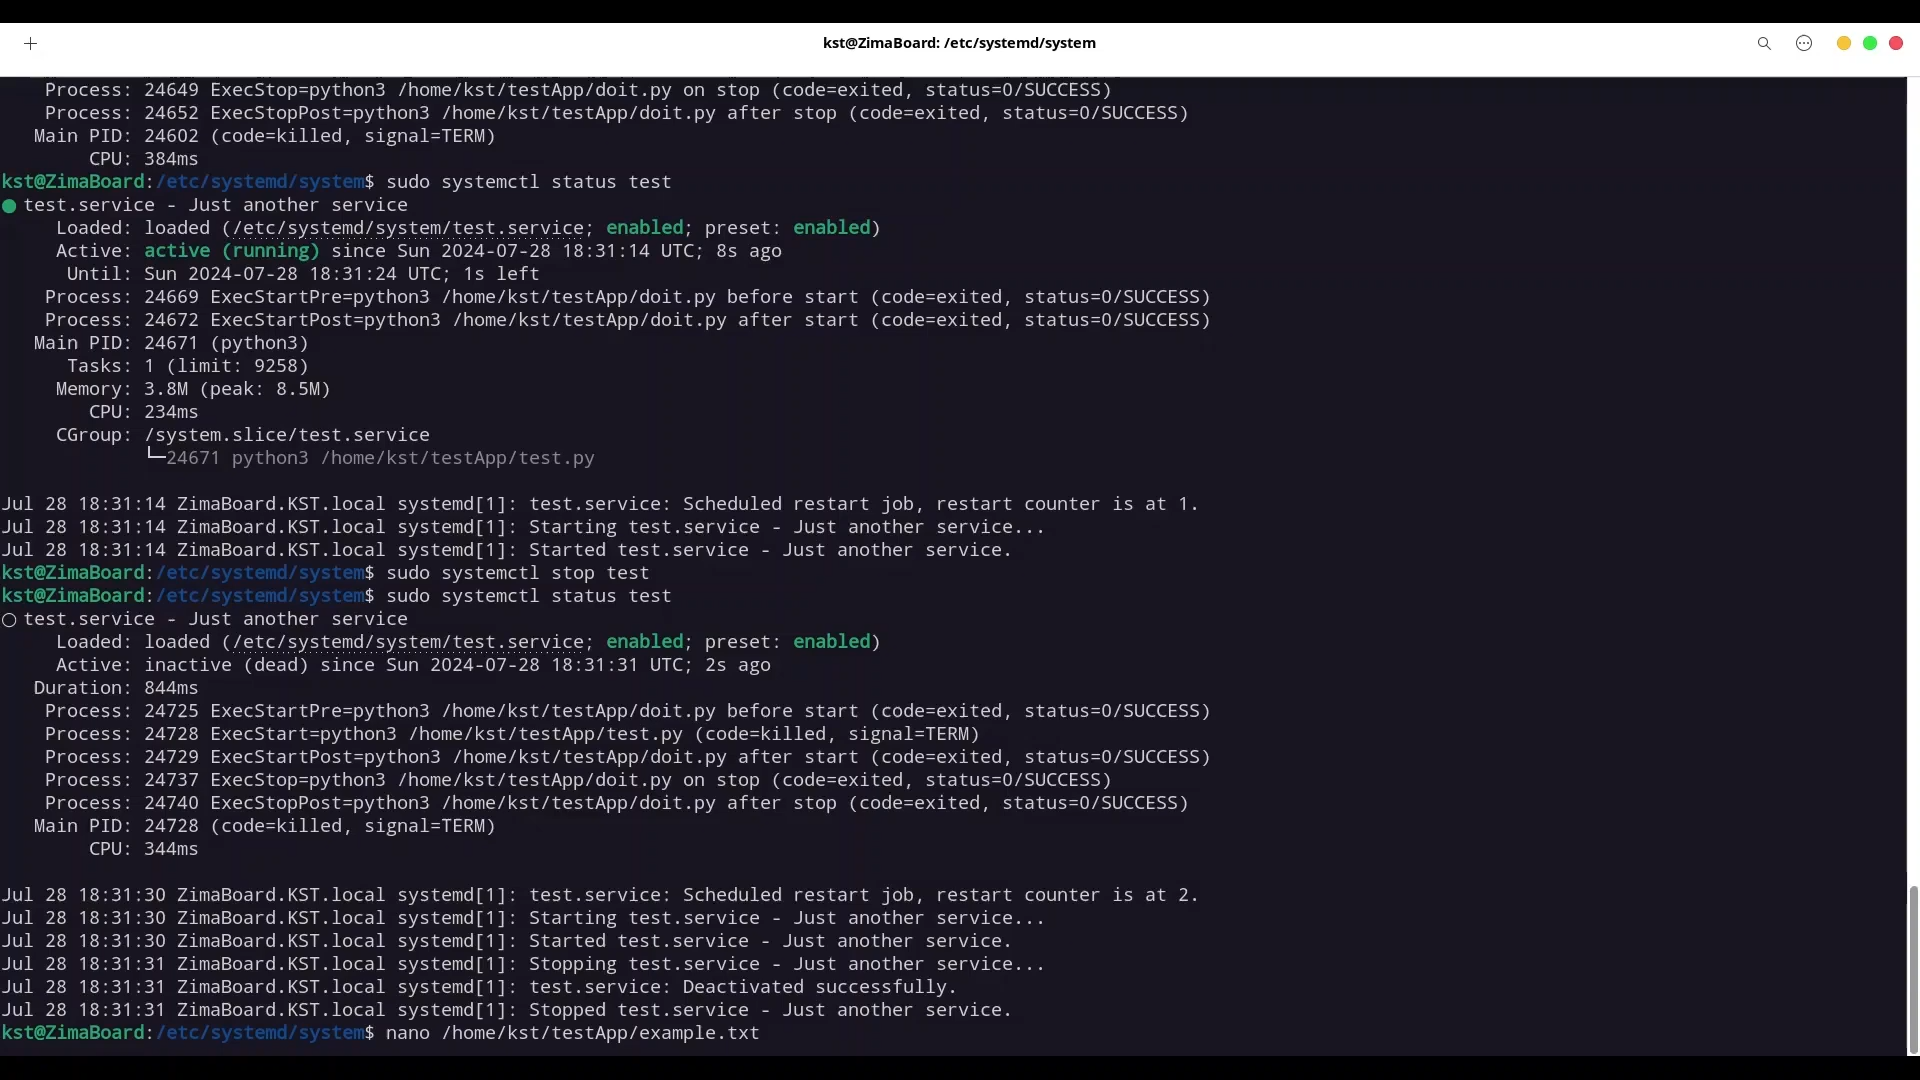 kst@ZimaBoard: /etc/systemd/system
Process: 24649 ExecStop=python3 /home/kst/testApp/doit.py on stop (code=exited, status=0/SUCCESS)
Process: 24652 ExecStopPost=python3 /home/kst/testApp/doit.py after stop (code=exited, status=0/SUCCESS)
Main PID: 24602 (code=killed, signal=TERM)
CPU: 384ms
kst@ZimaBoard:/etc/systemd/system$ sudo systemctl status test
● test.service - Just another service
Loaded: loaded (/etc/systemd/system/test.service; enabled; preset: enabled)
Active: active (running) since Sun 2024-07-28 18:31:14 UTC; 8s ago
Until: Sun 2024-07-28 18:31:24 UTC; 1s left
Process: 24669 ExecStartPre=python3 /home/kst/testApp/doit.py before start (code=exited, status=0/SUCCESS)
Process: 24672 ExecStartPost=python3 /home/kst/testApp/doit.py after start (code=exited, status=0/SUCCESS)
Main PID: 24671 (python3)
Tasks: 1 (limit: 9258)
Memory: 3.8M (peak: 8.5M)
CPU: 234ms
CGroup: /system.slice/test.service
└─24671 python3 /home/kst/testApp/test.py
Jul 28 18:31:14 ZimaBoard.KST.local systemd[1]: test.service: Scheduled restart job, restart counter is at 1.
Jul 28 18:31:14 ZimaBoard.KST.local systemd[1]: Starting test.service - Just another service...
Jul 28 18:31:14 ZimaBoard.KST.local systemd[1]: Started test.service - Just another service.
kst@ZimaBoard:/etc/systemd/system$ sudo systemctl stop test
kst@ZimaBoard:/etc/systemd/system$ sudo systemctl status test
○ test.service - Just another service
Loaded: loaded (/etc/systemd/system/test.service; enabled; preset: enabled)
Active: inactive (dead) since Sun 2024-07-28 18:31:31 UTC; 2s ago
Duration: 844ms
Process: 24725 ExecStartPre=python3 /home/kst/testApp/doit.py before start (code=exited, status=0/SUCCESS)
Process: 24728 ExecStart=python3 /home/kst/testApp/test.py (code=killed, signal=TERM)
Process: 24729 ExecStartPost=python3 /home/kst/testApp/doit.py after start (code=exited, status=0/SUCCESS)
Process: 24737 ExecStop=python3 /home/kst/testApp/doit.py on stop (code=exited, status=0/SUCCESS)
Process: 24740 ExecStopPost=python3 /home/kst/testApp/doit.py after stop (code=exited, status=0/SUCCESS)
Main PID: 24728 (code=killed, signal=TERM)
CPU: 344ms
Jul 28 18:31:30 ZimaBoard.KST.local systemd[1]: test.service: Scheduled restart job, restart counter is at 2.
Jul 28 18:31:30 ZimaBoard.KST.local systemd[1]: Starting test.service - Just another service...
Jul 28 18:31:30 ZimaBoard.KST.local systemd[1]: Started test.service - Just another service.
Jul 28 18:31:31 ZimaBoard.KST.local systemd[1]: Stopping test.service - Just another service...
Jul 28 18:31:31 ZimaBoard.KST.local systemd[1]: test.service: Deactivated successfully.
Jul 28 18:31:31 ZimaBoard.KST.local systemd[1]: Stopped test.service - Just another service.
kst@ZimaBoard:/etc/systemd/system$ nano /home/kst/testApp/example.txt